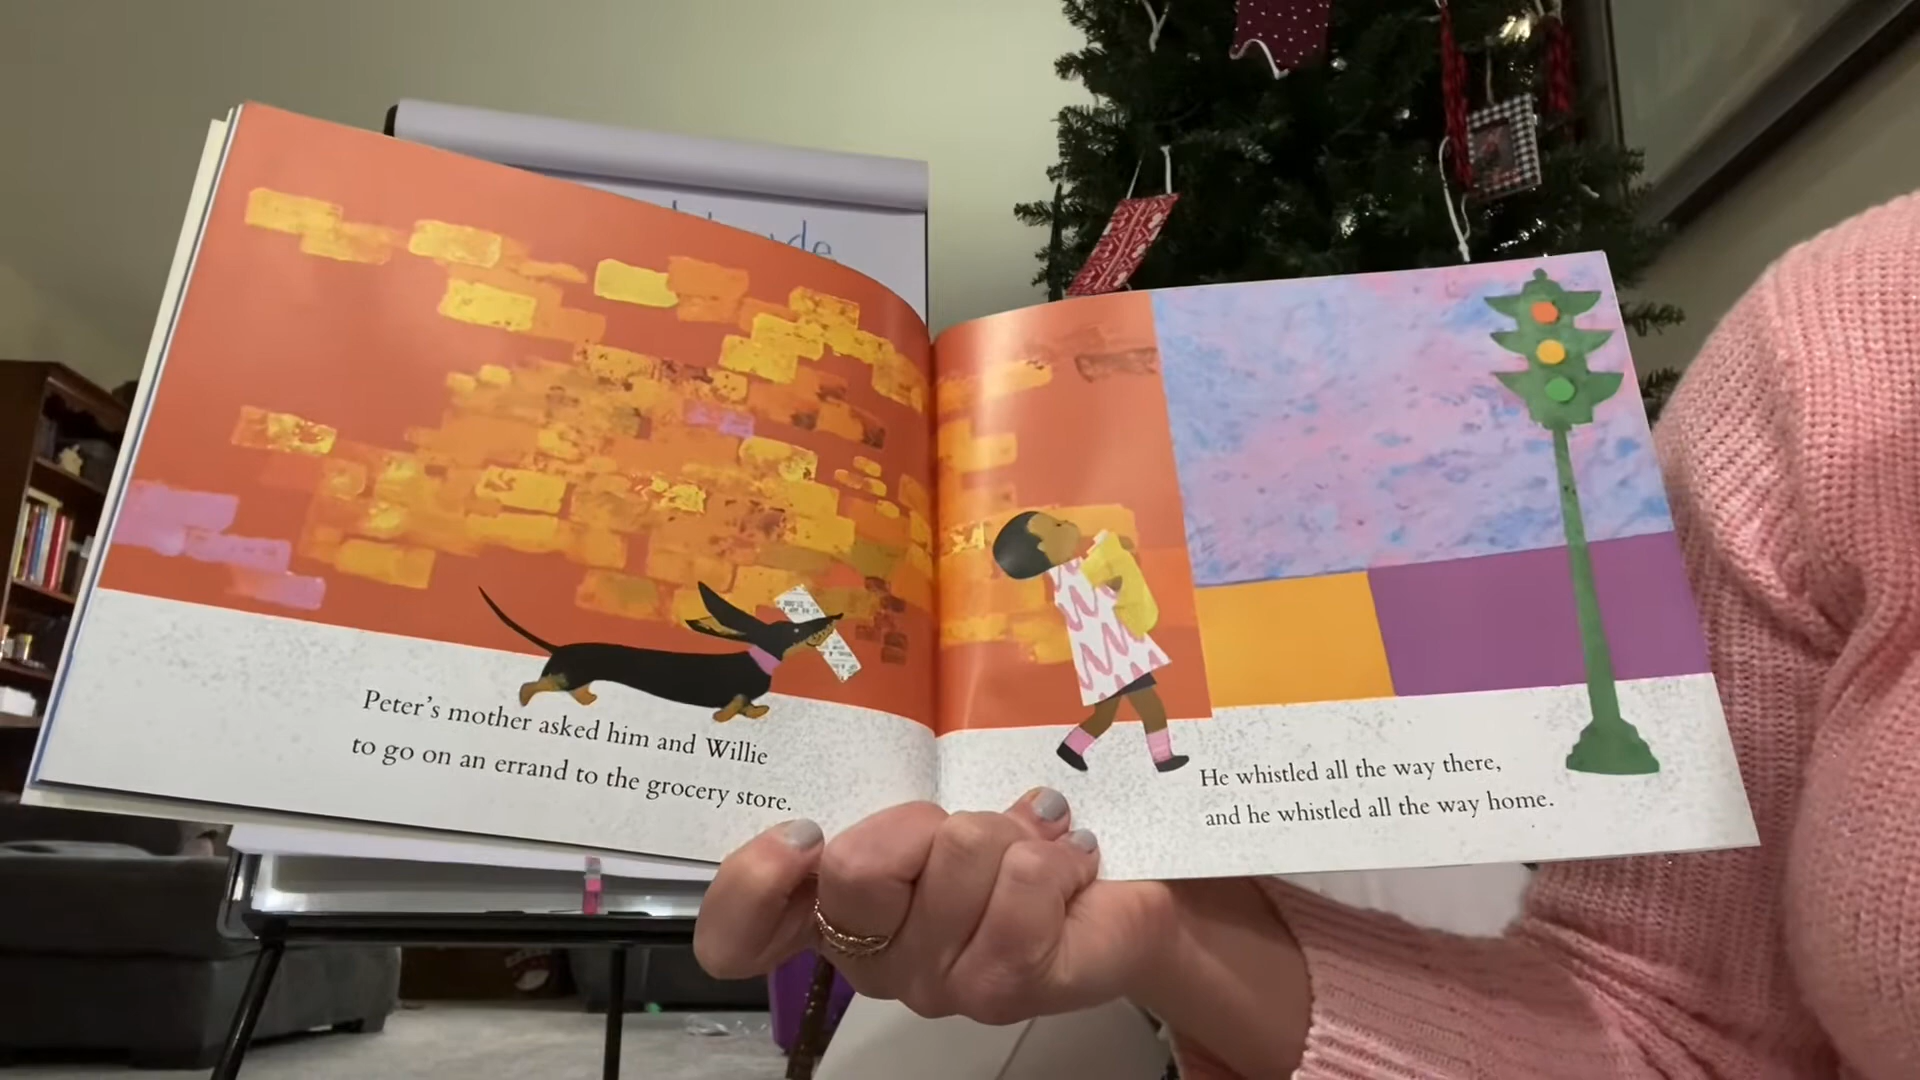 Peter's mother asked him and Willie
to go on an errand to the grocery store.
He whistled all the way there,
and he whistled all the way home.